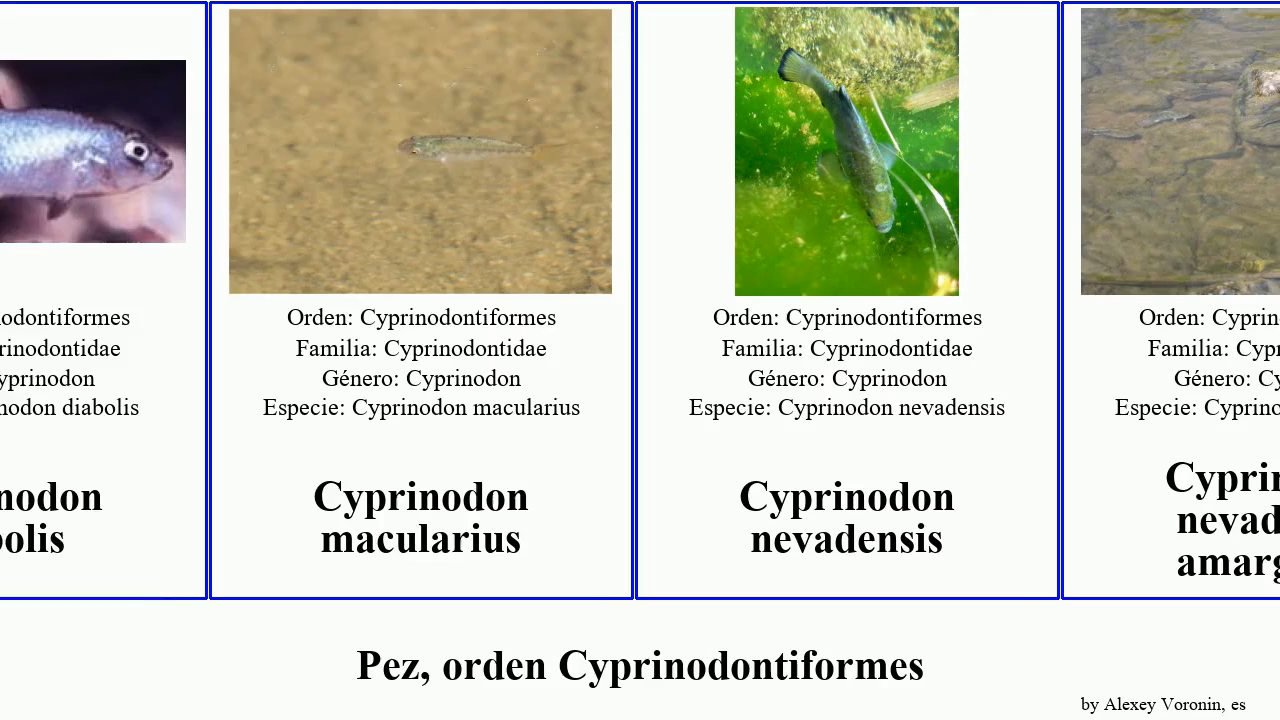 nodontiformes
rinodontidae
yprinodon
nodon diabolis
nodon
bolis
Orden: Cyprinodontiformes
Familia: Cyprinodontidae
Género: Cyprinodon
Especie: Cyprinodon macularius
Cyprinodon
macularius
Orden: Cyprinodontiformes
Familia: Cyprinodontidae
Género: Cyprinodon
Especie: Cyprinodon nevadensis
Cyprinodon
nevadensis
Orden: Cyprin
Familia: Cypr
Género: Cy
Especie: Cyprino
Cyprin
nevad
amarg
Pez, orden Cyprinodontiformes
by Alexey Voronin, es